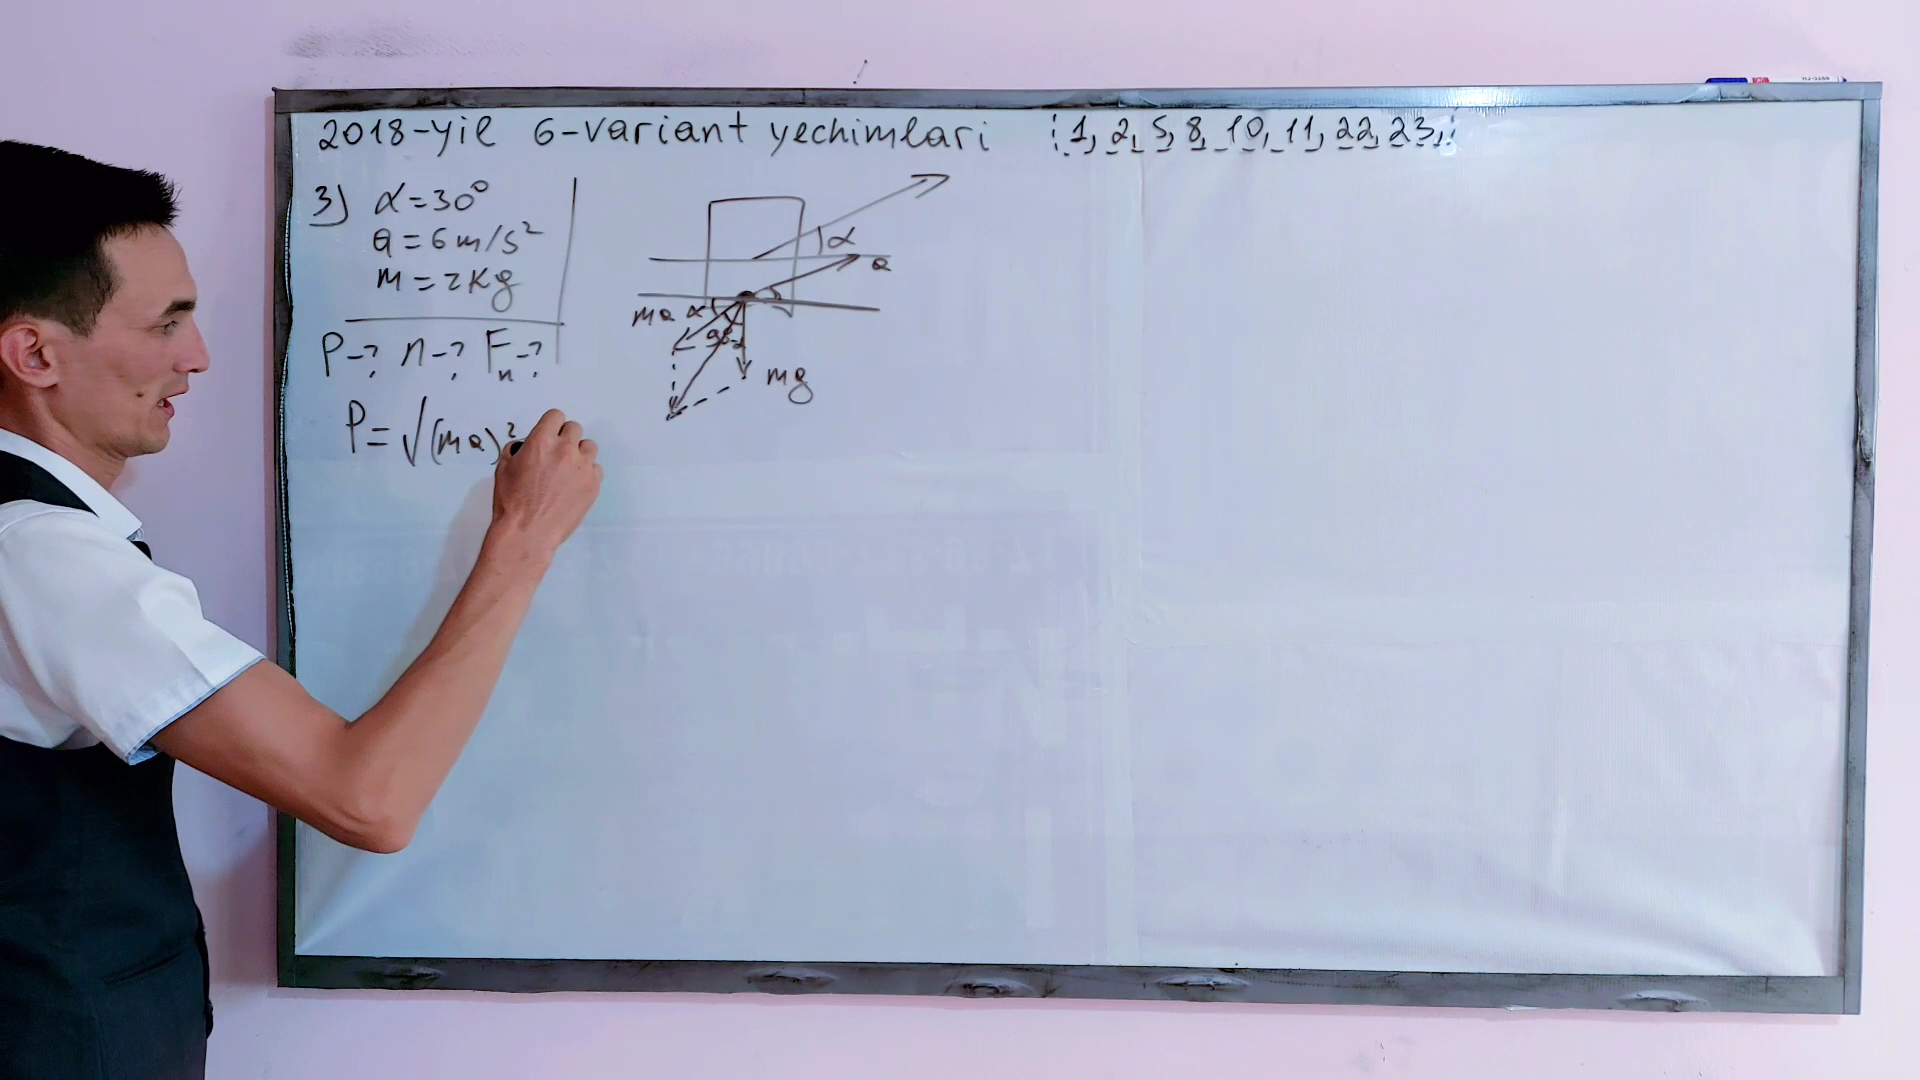 2018-yil 6-variant yechimlari 1, 2, 5, 8, 10, 11, 22, 23,
3) α=30°
a=6m/s²
m=2kg
P-? n-? Fₙ-?
P=√(ma)²
α
a
ma α
90-α
mg